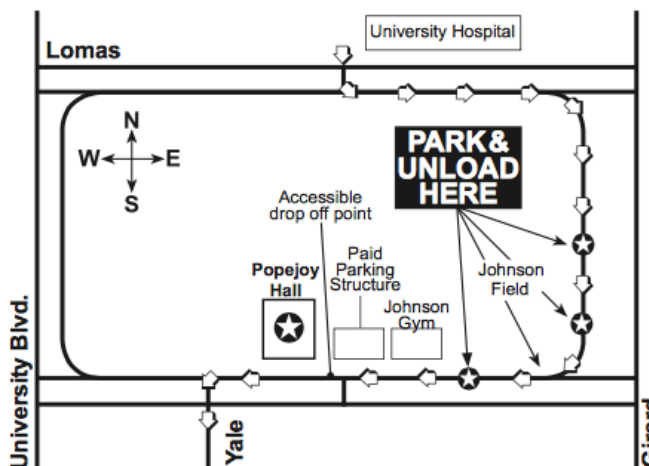 University Hospital
Lomas
N
W E
S
PARK &
UNLOAD
HERE
Accessible
drop off point
Paid
Parking
Structure
Popejoy
Hall
Johnson
Gym
Johnson
Field
University Blvd.
Yale
Girard